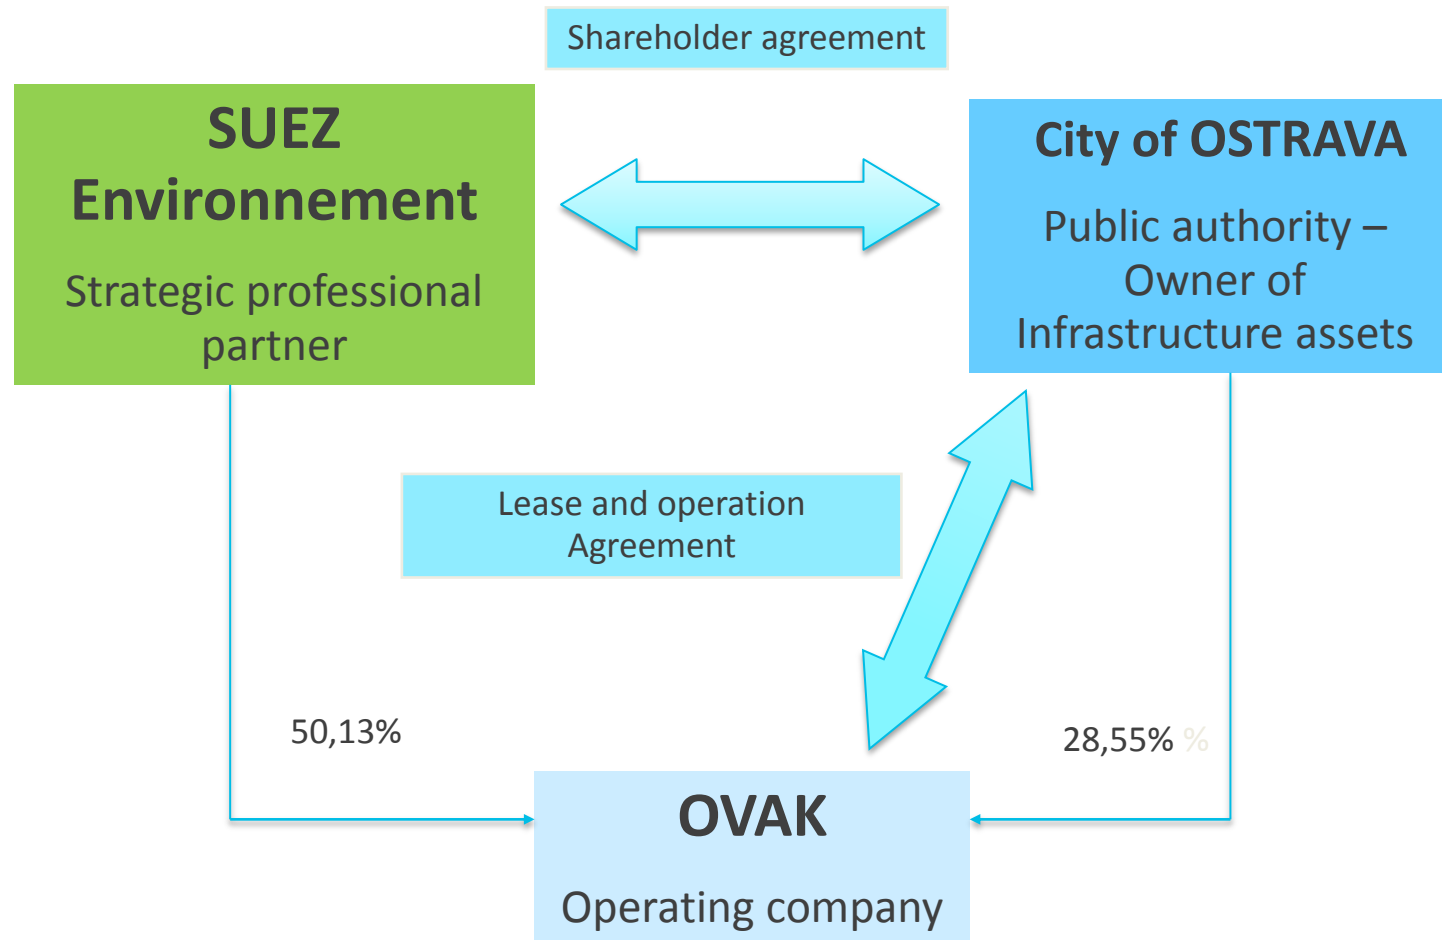 Shareholder agreement
SUEZ
Environnement
Strategic professional
partner
City of OSTRAVA
Public authority –
Owner of
Infrastructure assets
Lease and operation
Agreement
50,13%
28,55% %
OVAK
Operating company